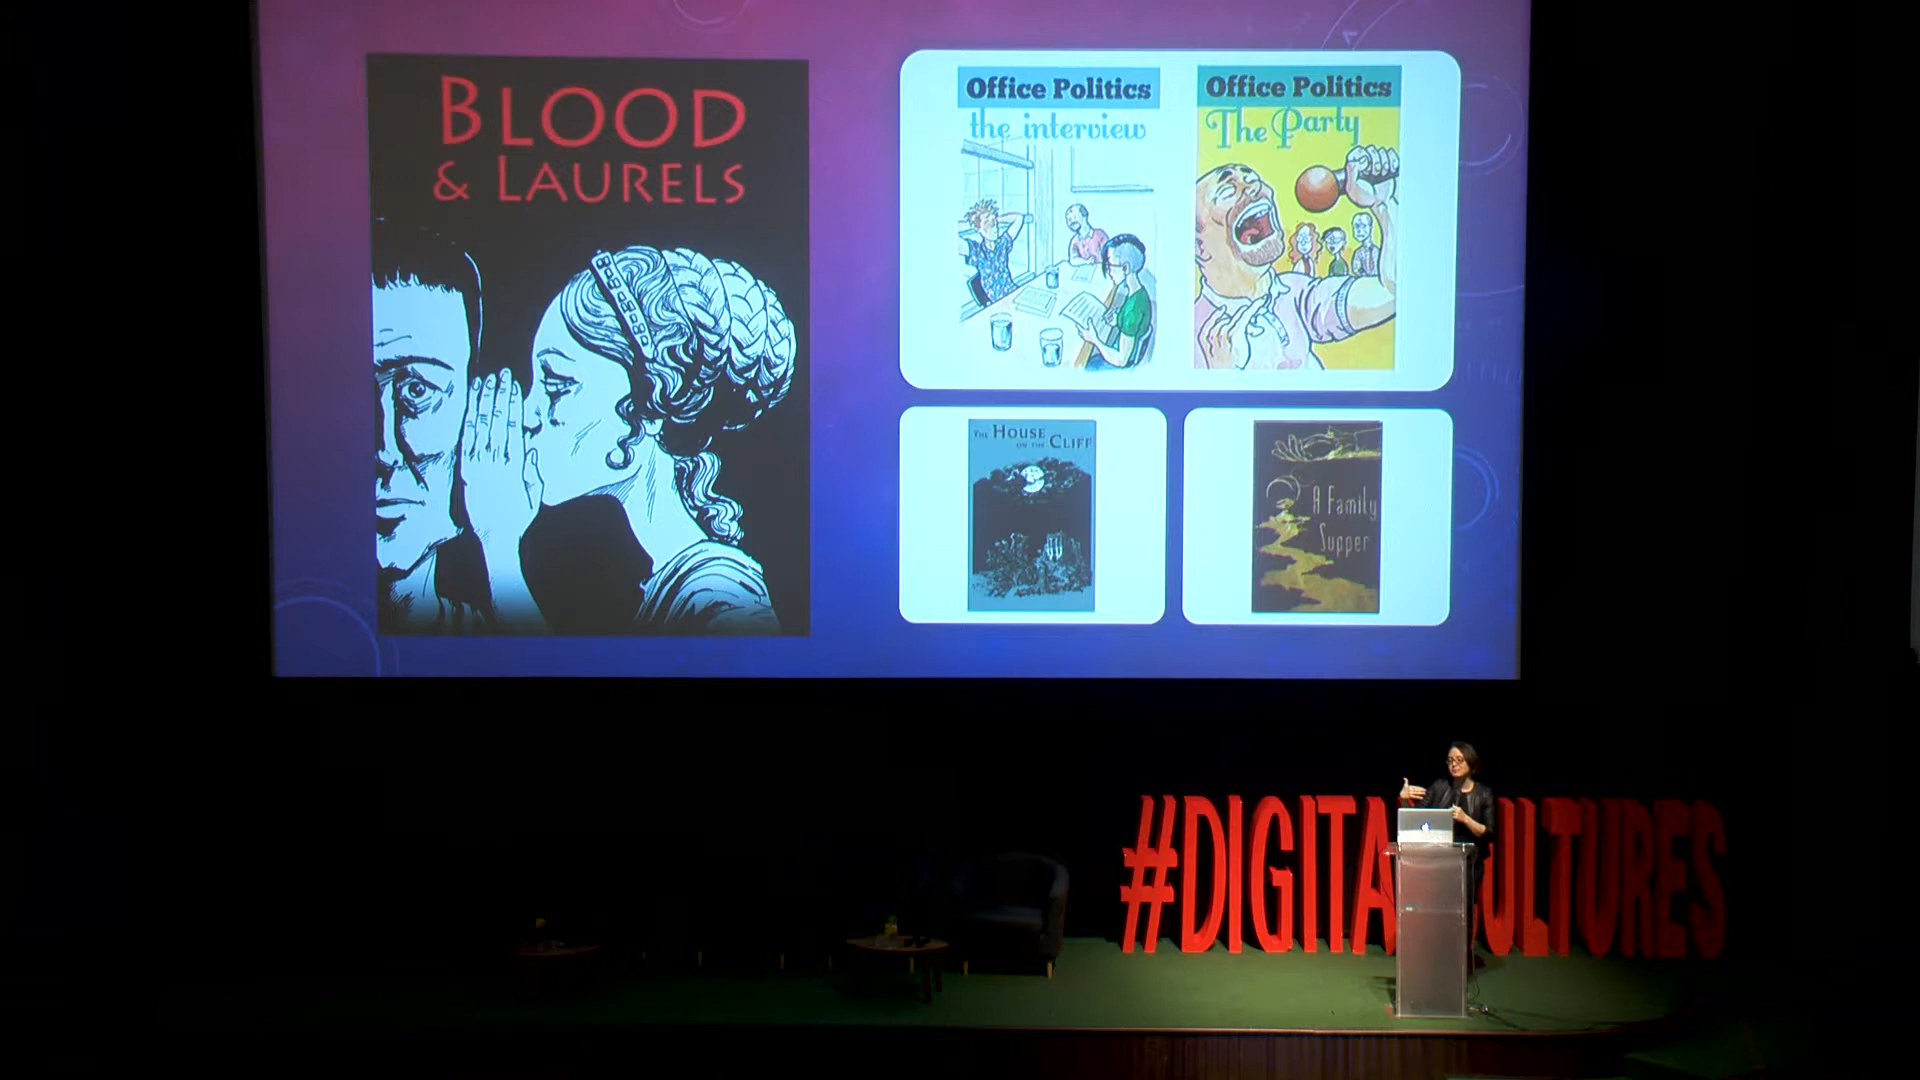 BLOOD
& LAURELS
Office Politics
the interview
Office Politics
The Party
THE HOUSE
ON THE CLIFF
A Family
Supper
#DIGITA ULTURES